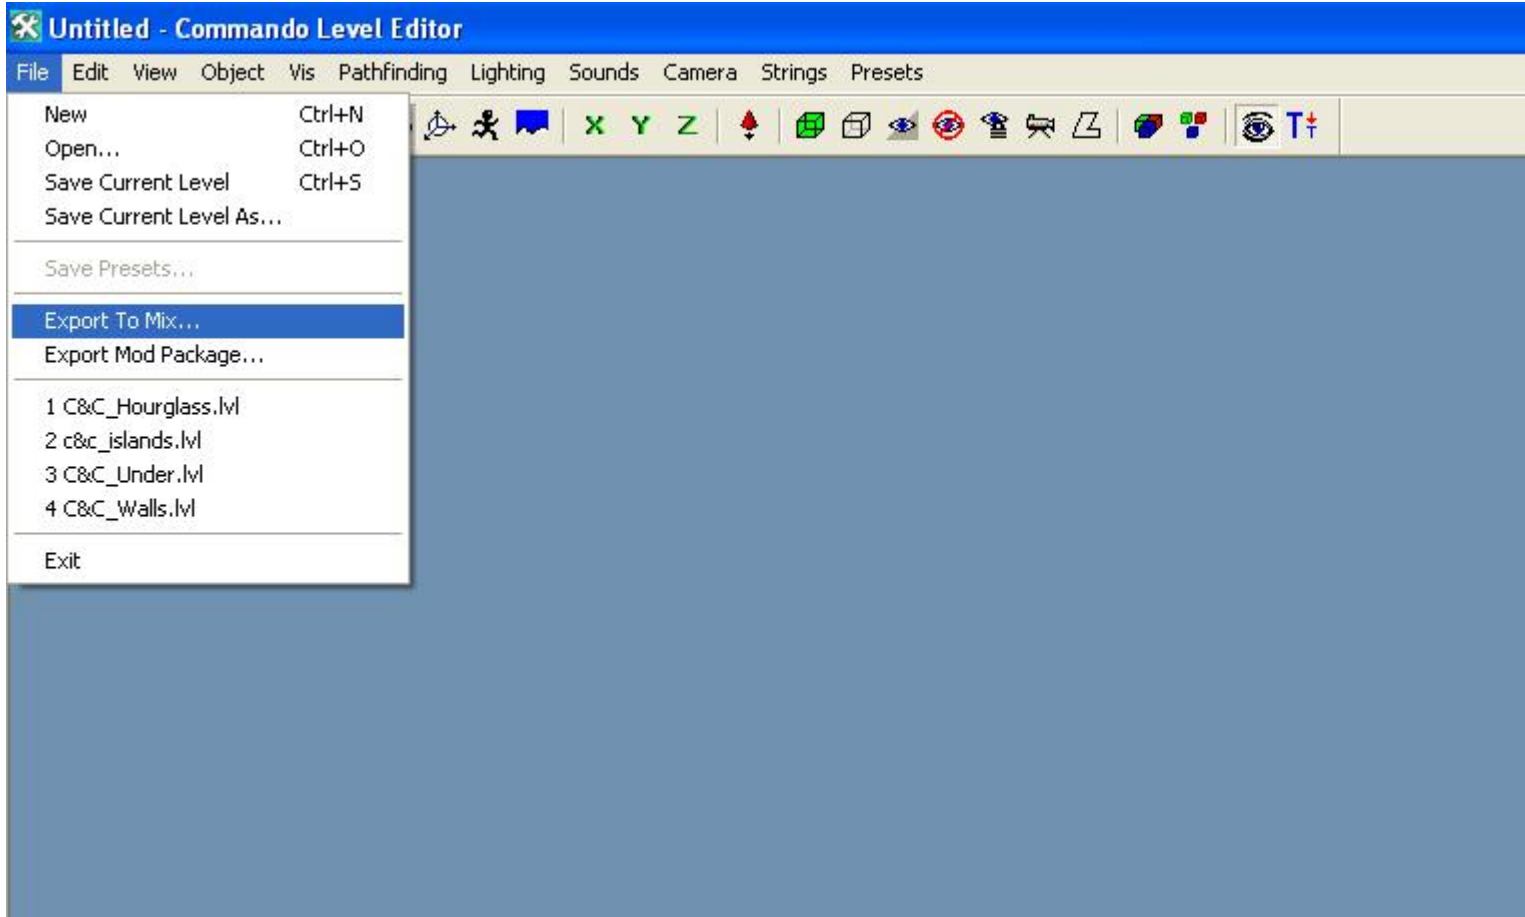 Untitled - Commando Level Editor
File Edit View Object Vis Pathfinding Lighting Sounds Camera Strings Presets
New Ctrl+N
Open... Ctrl+O
Save Current Level Ctrl+S
Save Current Level As...
Save Presets...
Export To Mix...
Export Mod Package...
1 C&C_Hourglass.lvl
2 c&c_islands.lvl
3 C&C_Under.lvl
4 C&C_Walls.lvl
Exit
X Y Z
T